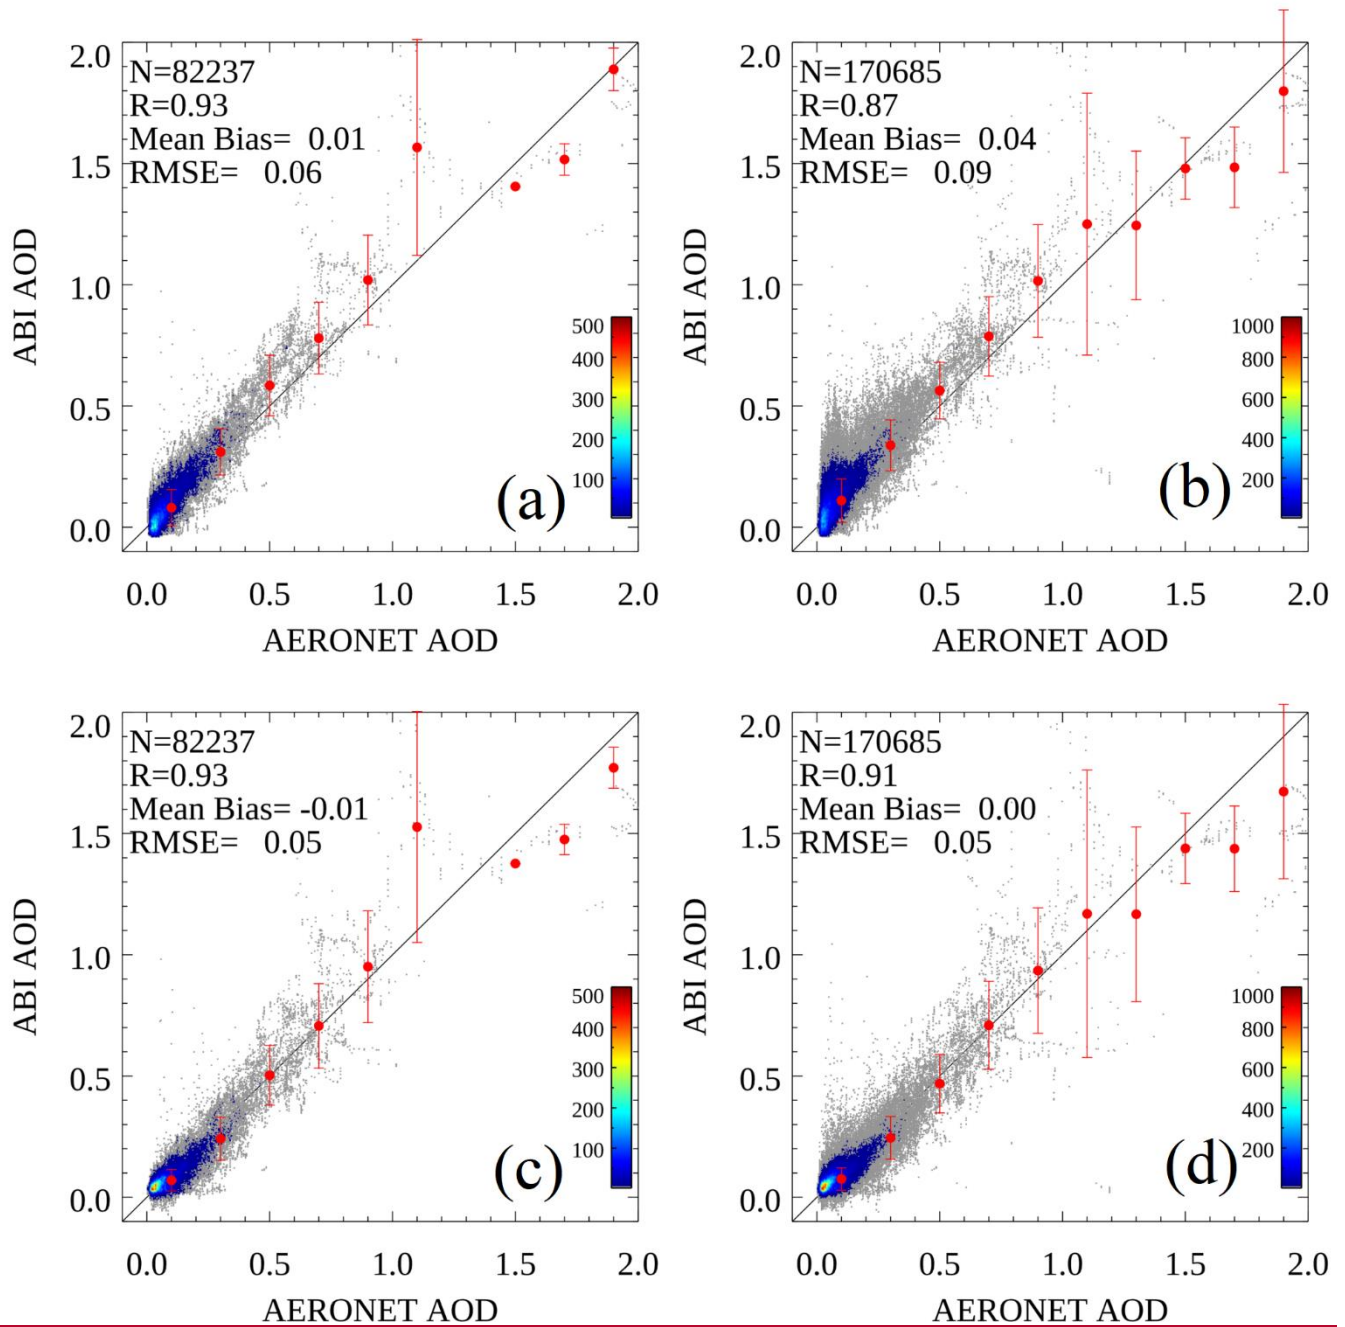 N=82237
R=0.93
Mean Bias= 0.01
RMSE= 0.06
2.0
1.5
1.0
0.5
0.0
ABI AOD
500
400
300
200
100
(a)
0.0 0.5 1.0 1.5 2.0
AERONET AOD
N=170685
R=0.87
Mean Bias= 0.04
RMSE= 0.09
2.0
1.5
1.0
0.5
0.0
ABI AOD
1000
800
600
400
200
(b)
0.0 0.5 1.0 1.5 2.0
AERONET AOD
N=82237
R=0.93
Mean Bias= -0.01
RMSE= 0.05
2.0
1.5
1.0
0.5
0.0
ABI AOD
500
400
300
200
100
(c)
0.0 0.5 1.0 1.5 2.0
AERONET AOD
N=170685
R=0.91
Mean Bias= 0.00
RMSE= 0.05
2.0
1.5
1.0
0.5
0.0
ABI AOD
1000
800
600
400
200
(d)
0.0 0.5 1.0 1.5 2.0
AERONET AOD